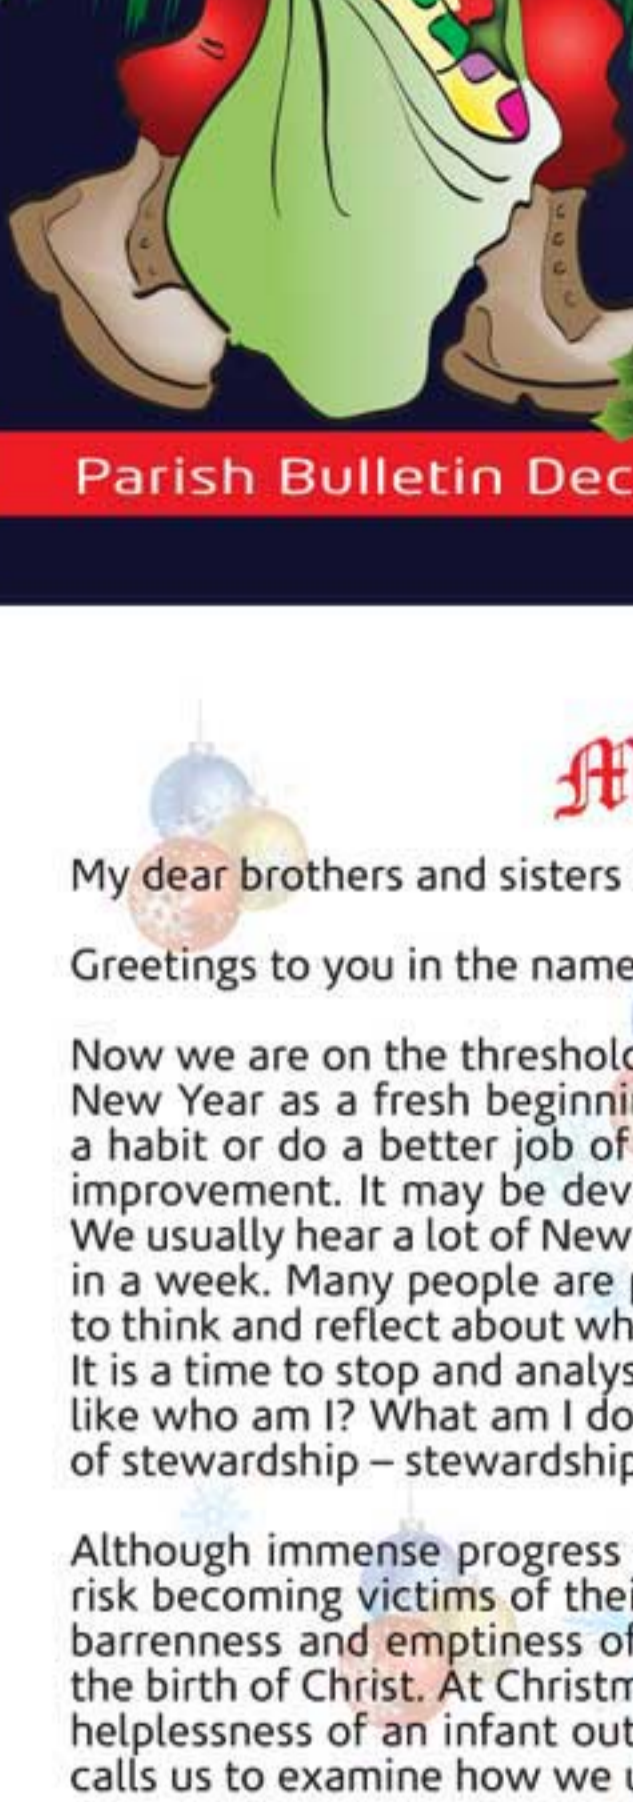 Parish Bulletin Dec
My dear brothers and sisters
Greetings to you in the name
Now we are on the threshold
New Year as a fresh beginni
a habit or do a better job of
improvement. It may be dev
We usually hear a lot of New
in a week. Many people are
to think and reflect about wh
It is a time to stop and analys
like who am I? What am I do
of stewardship – stewardship
Although immense progress
risk becoming victims of thei
barrenness and emptiness of
the birth of Christ. At Christm
helplessness of an infant out
calls us to examine how we u